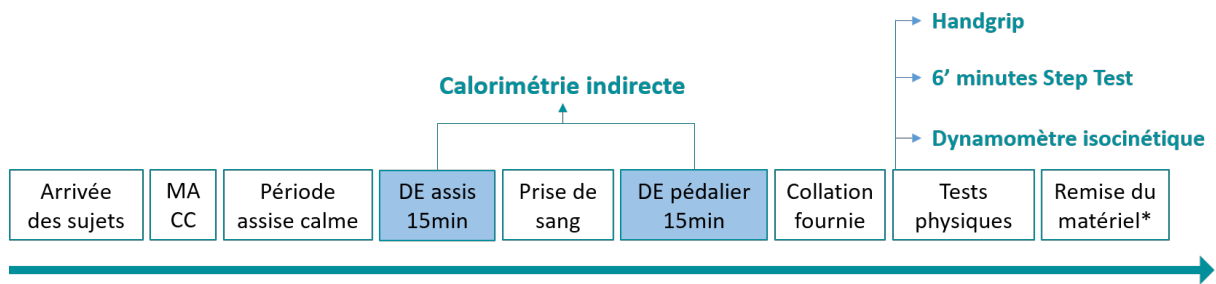 Handgrip
6’ minutes Step Test
Dynamomètre isocinétique
Calorimétrie indirecte
Arrivée
des sujets
MA
CC
Période
assise calme
DE assis
15min
Prise de
sang
DE pédalier
15min
Collation
fournie
Tests
physiques
Remise du
matériel*